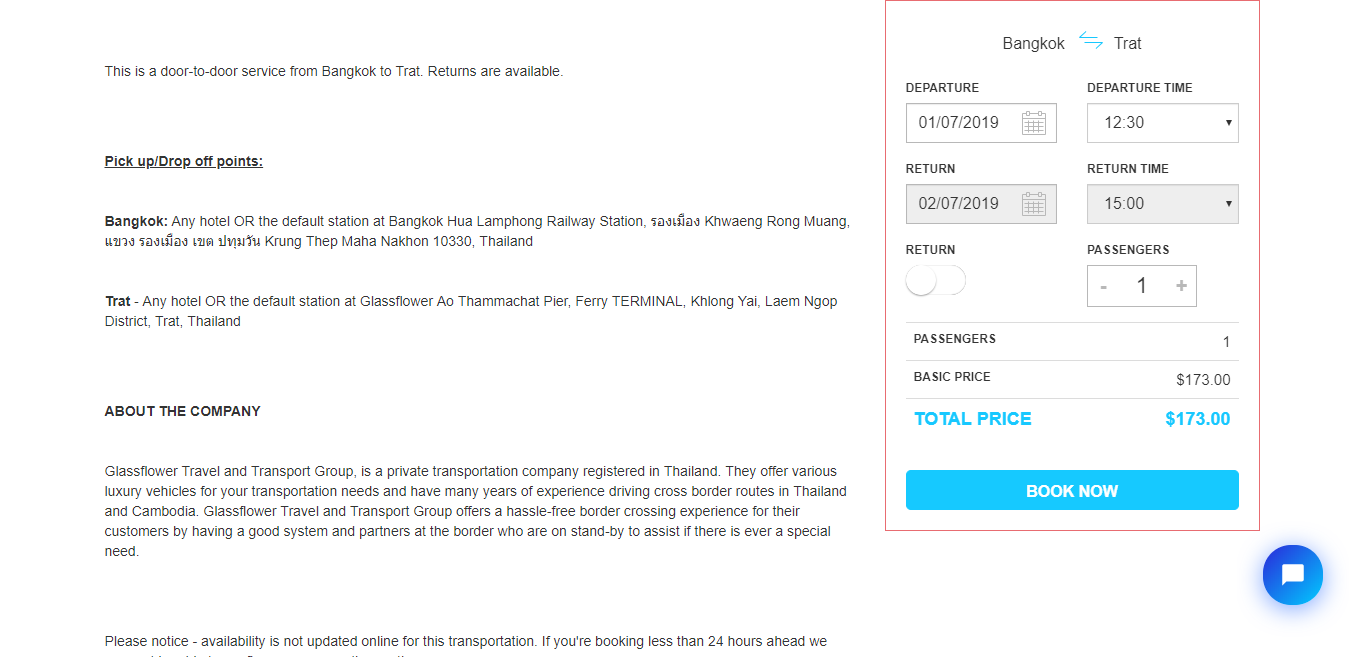 This is a door-to-door service from Bangkok to Trat. Returns are available.
Pick up/Drop off points:
Bangkok: Any hotel OR the default station at Bangkok Hua Lamphong Railway Station, รองเมือง Khwaeng Rong Muang,
แขวง รองเมือง เขต ปทุมวัน Krung Thep Maha Nakhon 10330, Thailand
Trat - Any hotel OR the default station at Glassflower Ao Thammachat Pier, Ferry TERMINAL, Khlong Yai, Laem Ngop
District, Trat, Thailand
ABOUT THE COMPANY
Glassflower Travel and Transport Group, is a private transportation company registered in Thailand. They offer various
luxury vehicles for your transportation needs and have many years of experience driving cross border routes in Thailand
and Cambodia. Glassflower Travel and Transport Group offers a hassle-free border crossing experience for their
customers by having a good system and partners at the border who are on stand-by to assist if there is ever a special
need.
Please notice - availability is not updated online for this transportation. If you're booking less than 24 hours ahead we
Bangkok Trat
DEPARTURE DEPARTURE TIME
01/07/2019 12:30
RETURN RETURN TIME
02/07/2019 15:00
RETURN PASSENGERS
- 1 +
PASSENGERS 1
BASIC PRICE $173.00
TOTAL PRICE $173.00
BOOK NOW